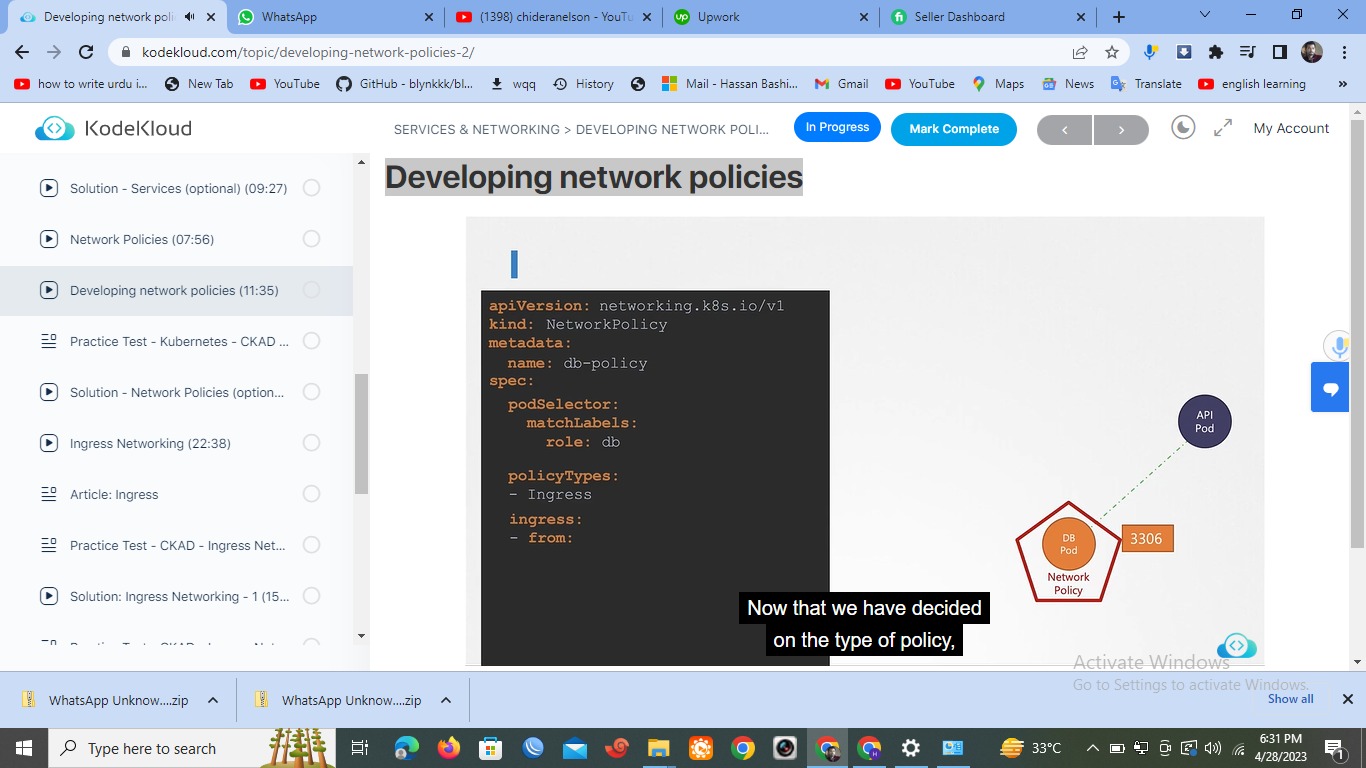 Developing network poli
WhatsApp
(1398) chideranelson - YouTu
Upwork
Seller Dashboard
kodekloud.com/topic/developing-network-policies-2/
how to write urdu i...
New Tab
YouTube
GitHub - blynkkk/bl...
wqq
History
Mail - Hassan Bashi...
Gmail
YouTube
Maps
News
Translate
english learning
»
KodeKloud
SERVICES & NETWORKING > DEVELOPING NETWORK POLI...
In Progress
Mark Complete
My Account
Solution - Services (optional) (09:27)
Network Policies (07:56)
Developing network policies (11:35)
Practice Test - Kubernetes - CKAD ...
Solution - Network Policies (option...
Ingress Networking (22:38)
Article: Ingress
Practice Test - CKAD - Ingress Net...
Solution: Ingress Networking - 1 (15...
Developing network policies
apiVersion: networking.k8s.io/v1
kind: NetworkPolicy
metadata:
name: db-policy
spec:
podSelector:
matchLabels:
role: db
policyTypes:
- Ingress
ingress:
- from:
API
Pod
DB
Pod
3306
Network
Policy
Now that we have decided
on the type of policy,
Activate Windows
Go to Settings to activate Windows.
WhatsApp Unknow....zip
WhatsApp Unknow....zip
Show all
Type here to search
33°C
6:31 PM
4/28/2023
1